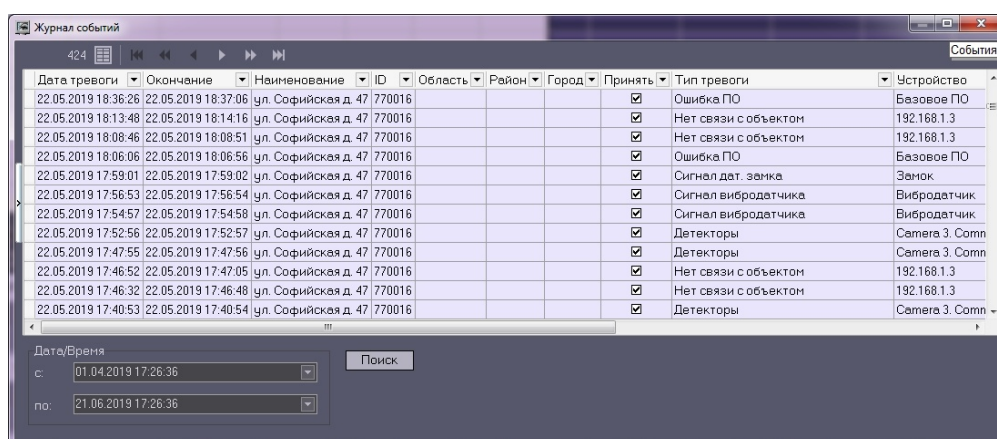 Журнал событий
424
События
Дата тревоги Окончание Наименование ID Область Район Город Принять Тип тревоги Устройство
22.05.2019 18:36:26 22.05.2019 18:37:06 ул. Софийская д. 47 770016 Ошибка ПО Базовое ПО
22.05.2019 18:13:48 22.05.2019 18:14:16 ул. Софийская д. 47 770016 Нет связи с объектом 192.168.1.3
22.05.2019 18:08:46 22.05.2019 18:08:51 ул. Софийская д. 47 770016 Нет связи с объектом 192.168.1.3
22.05.2019 18:06:06 22.05.2019 18:06:56 ул. Софийская д. 47 770016 Ошибка ПО Базовое ПО
22.05.2019 17:59:01 22.05.2019 17:59:02 ул. Софийская д. 47 770016 Сигнал дат. замка Замок
22.05.2019 17:56:53 22.05.2019 17:56:54 ул. Софийская д. 47 770016 Сигнал вибродатчика Вибродатчик
22.05.2019 17:54:57 22.05.2019 17:54:58 ул. Софийская д. 47 770016 Сигнал вибродатчика Вибродатчик
22.05.2019 17:52:56 22.05.2019 17:52:57 ул. Софийская д. 47 770016 Детекторы Camera 3. Comn
22.05.2019 17:47:55 22.05.2019 17:47:56 ул. Софийская д. 47 770016 Детекторы Camera 3. Comn
22.05.2019 17:46:52 22.05.2019 17:47:05 ул. Софийская д. 47 770016 Нет связи с объектом 192.168.1.3
22.05.2019 17:46:32 22.05.2019 17:46:48 ул. Софийская д. 47 770016 Нет связи с объектом 192.168.1.3
22.05.2019 17:40:53 22.05.2019 17:40:54 ул. Софийская д. 47 770016 Детекторы Camera 3. Comn
Дата/Время
с: 01.04.2019 17:26:36
Поиск
по: 21.06.2019 17:26:36